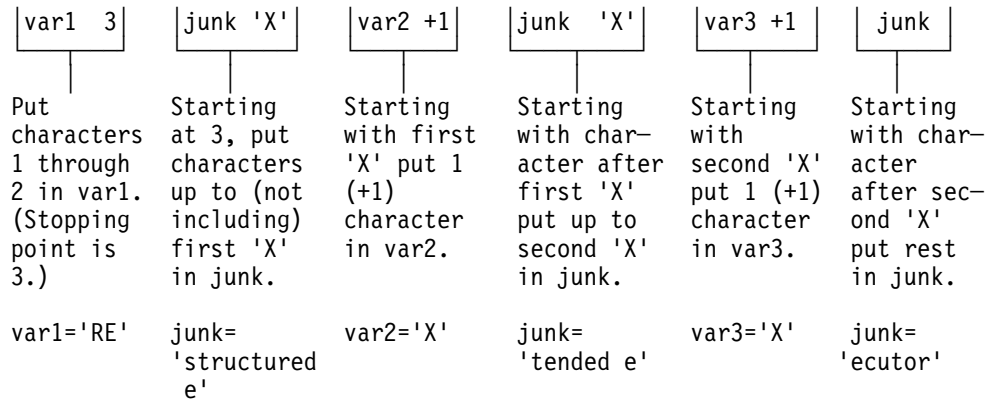 var1 3
junk 'X'
var2 +1
junk 'X'
var3 +1
junk
Put
characters
1 through
2 in var1.
(Stopping
point is
3.)
var1='RE'
Starting
at 3, put
characters
up to (not
including)
first 'X'
in junk.
junk=
'structured
e'
Starting
with first
'X' put 1
(+1)
character
in var2.
var2='X'
Starting
with char—
acter after
first 'X'
put up to
second 'X'
in junk.
junk=
'tended e'
Starting
with
second 'X'
put 1 (+1)
character
in var3.
var3='X'
Starting
with char—
acter
after sec—
ond 'X'
put rest
in junk.
junk=
'ecutor'